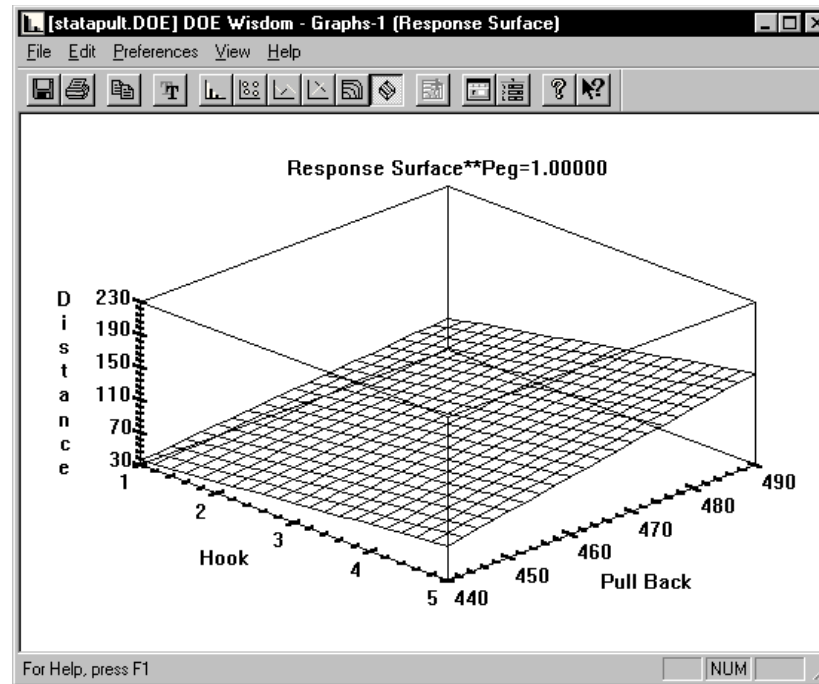 [statapult.DOE] DOE Wisdom - Graphs-1 (Response Surface)
File Edit Preferences View Help
Response Surface**Peg=1.00000
Distance
230
190
150
110
70
30
1
2
3
4
5
Hook
440
450
460
470
480
490
Pull Back
For Help, press F1
NUM